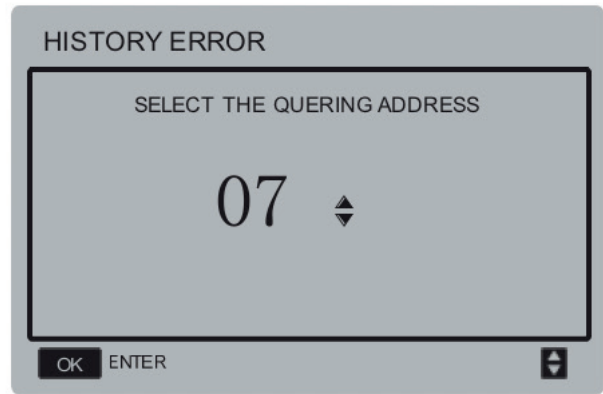 HISTORY ERROR
SELECT THE QUERING ADDRESS
07
OK ENTER